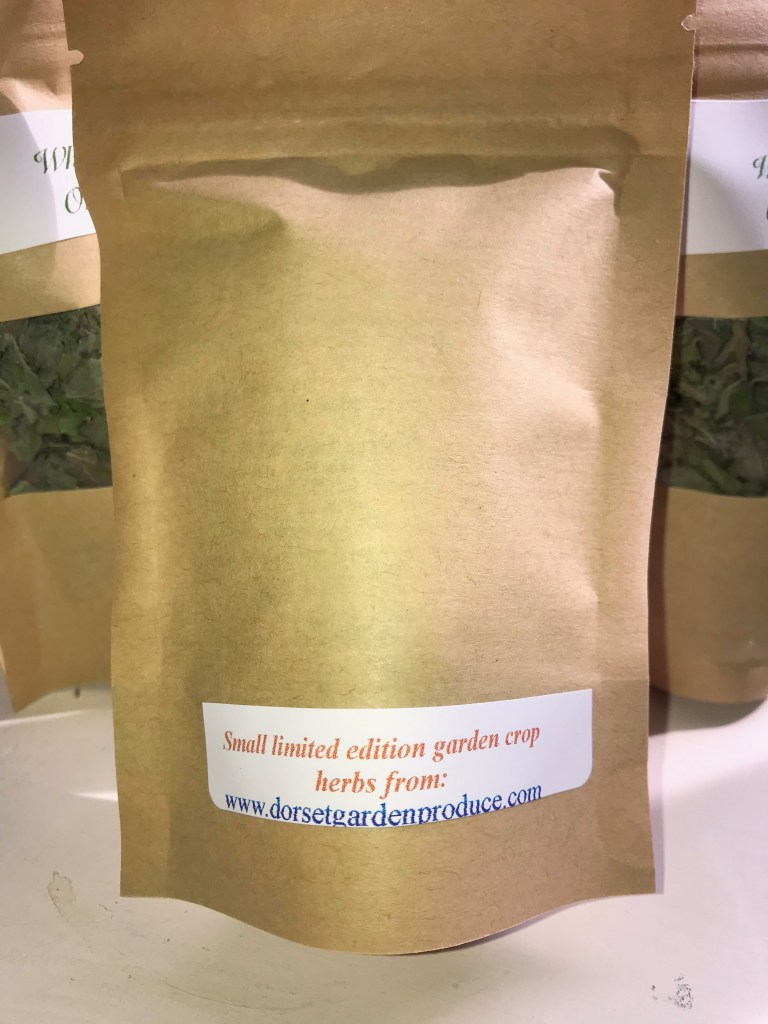 Small limited edition garden crop
herbs from:
www.dorsetgardenproduce.com